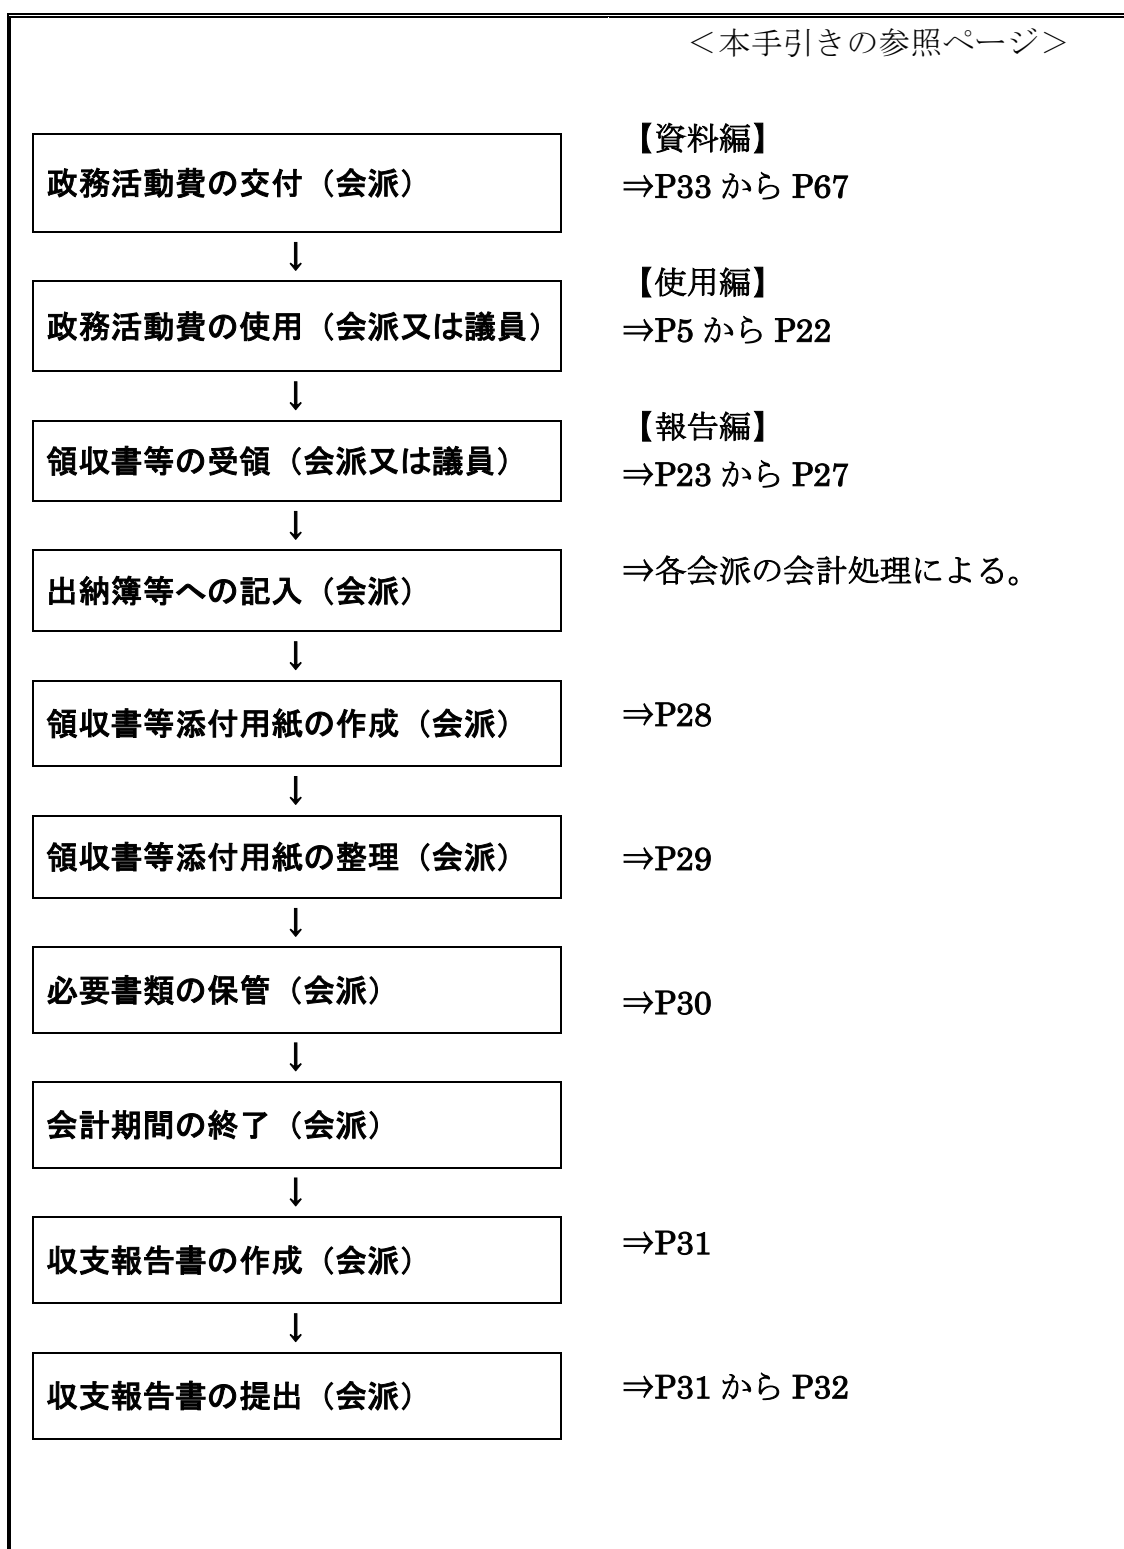 ＜本手引きの参照ページ＞
【資料編】
政務活動費の交付（会派）
⇒P33 から P67
↓
【使用編】
政務活動費の使用（会派又は議員）
⇒P5 から P22
↓
【報告編】
領収書等の受領（会派又は議員）
⇒P23 から P27
↓
出納簿等への記入（会派）
⇒各会派の会計処理による。
↓
領収書等添付用紙の作成（会派）
⇒P28
↓
領収書等添付用紙の整理（会派）
⇒P29
↓
必要書類の保管（会派）
⇒P30
↓
会計期間の終了（会派）
↓
収支報告書の作成（会派）
⇒P31
↓
収支報告書の提出（会派）
⇒P31 から P32